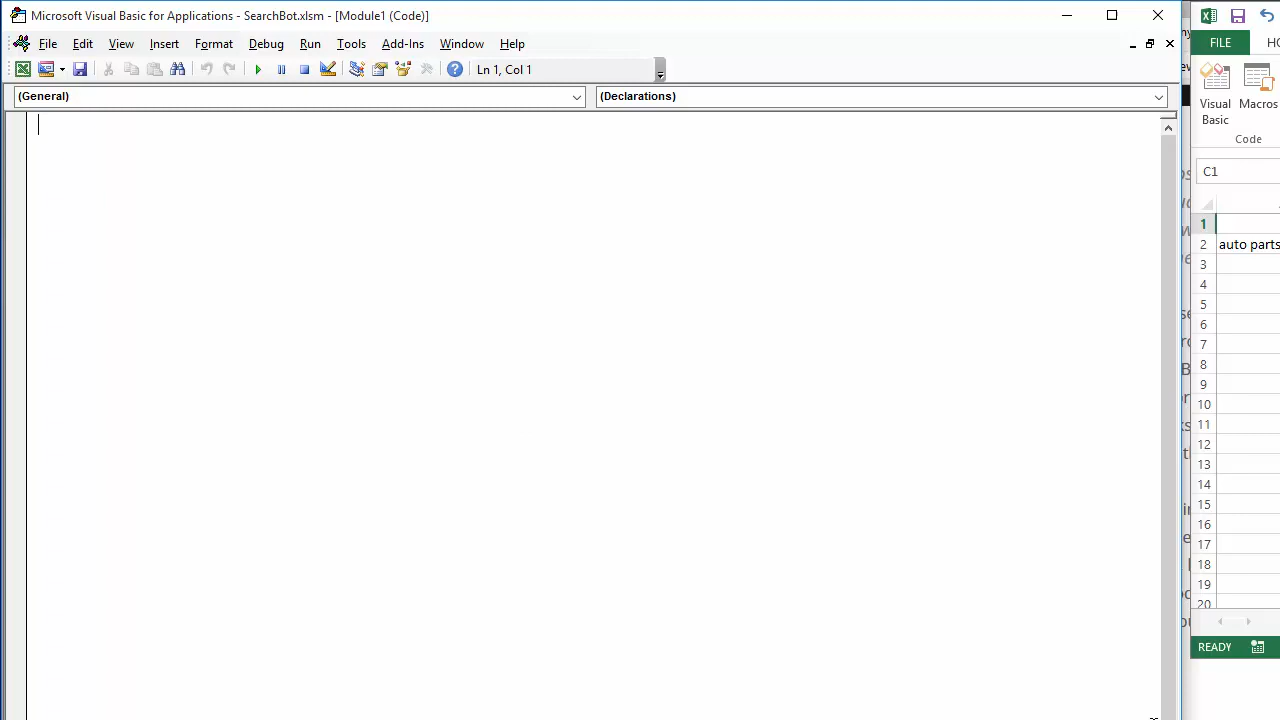 Microsoft Visual Basic for Applications - SearchBot.xlsm - [Module1 (Code)]
File Edit View Insert Format Debug Run Tools Add-Ins Window Help
Ln 1, Col 1
(General) (Declarations)
FILE
Visual Basic
Macros
Code
C1
1
2 auto parts
3
4
5
6
7
8
9
10
11
12
13
14
15
16
17
18
19
20
READY